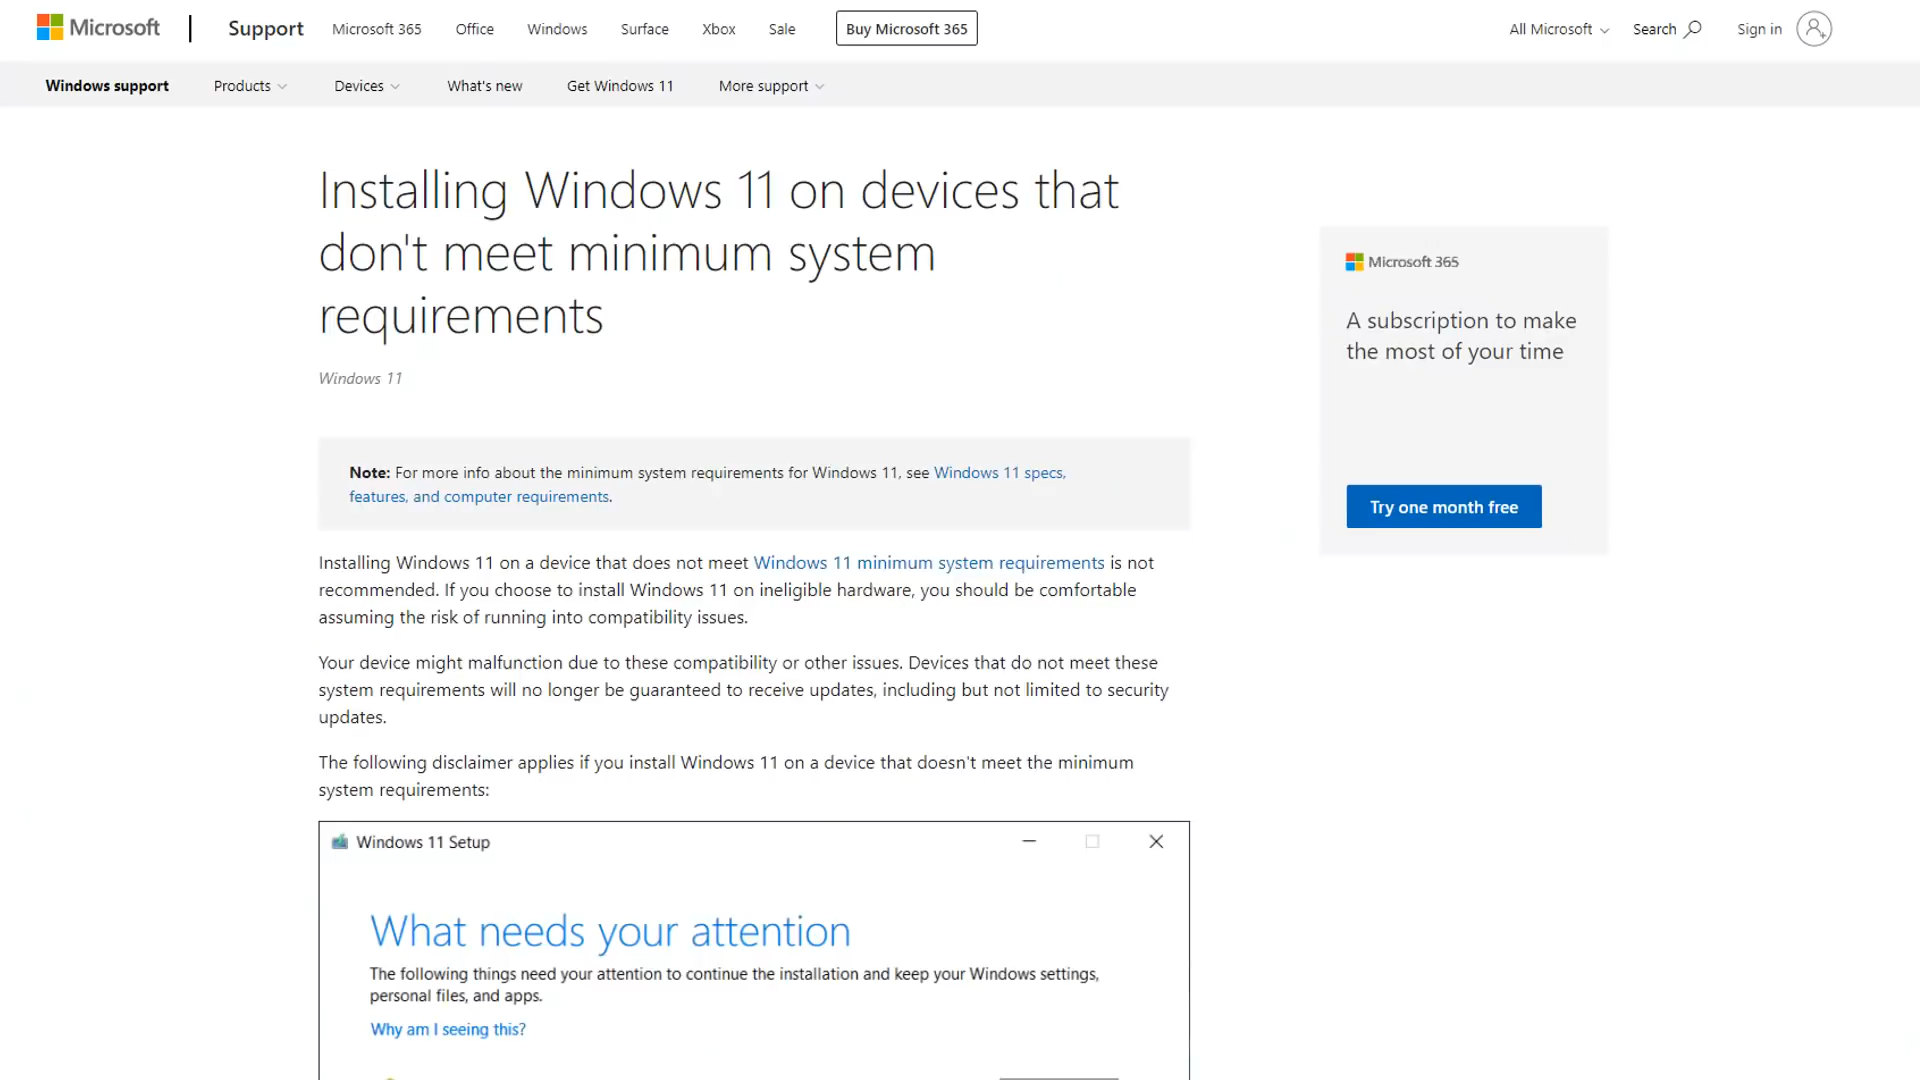 Microsoft
Support
Microsoft 365
Office
Windows
Surface
Xbox
Sale
Buy Microsoft 365
All Microsoft
Search
Sign in
Windows support
Products
Devices
What's new
Get Windows 11
More support
Installing Windows 11 on devices that
don't meet minimum system
requirements
Windows 11
Note: For more info about the minimum system requirements for Windows 11, see Windows 11 specs,
features, and computer requirements.
Installing Windows 11 on a device that does not meet Windows 11 minimum system requirements is not
recommended. If you choose to install Windows 11 on ineligible hardware, you should be comfortable
assuming the risk of running into compatibility issues.
Your device might malfunction due to these compatibility or other issues. Devices that do not meet these
system requirements will no longer be guaranteed to receive updates, including but not limited to security
updates.
The following disclaimer applies if you install Windows 11 on a device that doesn't meet the minimum
system requirements:
Windows 11 Setup
What needs your attention
The following things need your attention to continue the installation and keep your Windows settings,
personal files, and apps.
Why am I seeing this?
Microsoft 365
A subscription to make
the most of your time
Try one month free